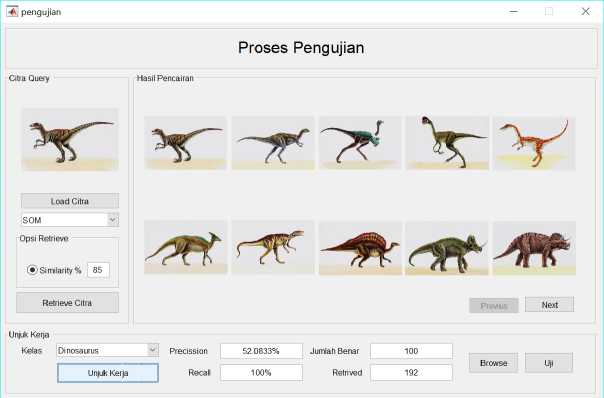 pengujian
Proses Pengujian
Citra Query
Hasil Pencairan
Load Citra
SOM
Opsi Retrieve
Similarity % 85
Retrieve Citra
Previus Next
Unjuk Kerja
Kelas Dinosaurus Precission 52.0833% Jumlah Benar 100
Unjuk Kerja Recall 100% Retrived 192
Browse Uji